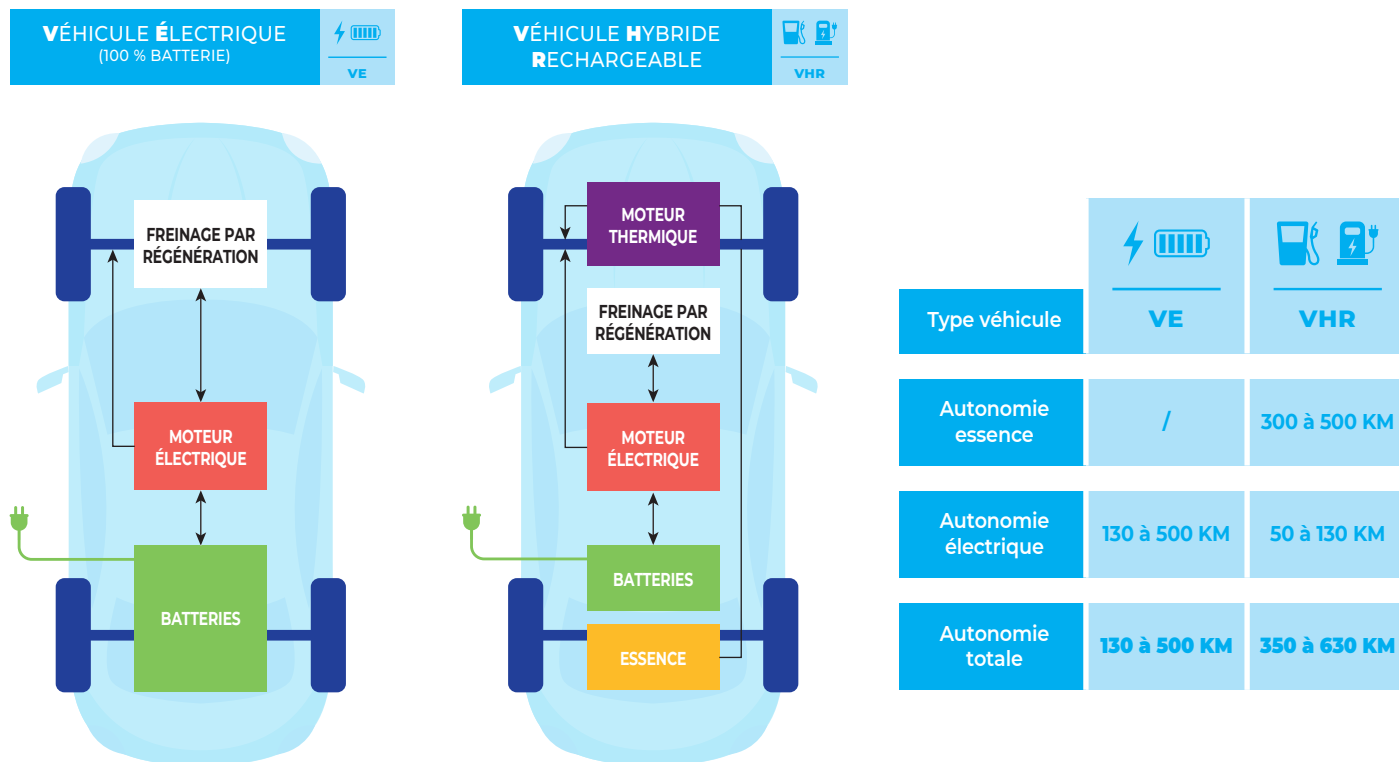 VÉHICULE ÉLECTRIQUE
(100 % BATTERIE)
VE
VÉHICULE HYBRIDE
RECHARGEABLE
VHR
FREINAGE PAR
RÉGÉNÉRATION
MOTEUR
ÉLECTRIQUE
BATTERIES
MOTEUR
THERMIQUE
FREINAGE PAR
RÉGÉNÉRATION
MOTEUR
ÉLECTRIQUE
BATTERIES
ESSENCE
Type véhicule
VE
VHR
Autonomie
essence
/
300 à 500 KM
Autonomie
électrique
130 à 500 KM
50 à 130 KM
Autonomie
totale
130 à 500 KM
350 à 630 KM